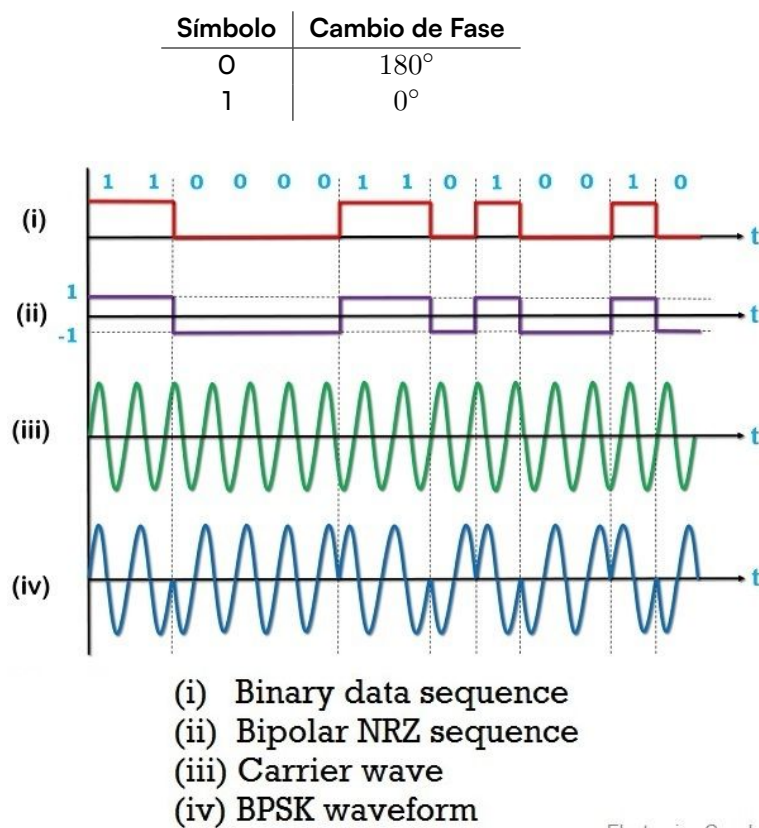 Símbolo Cambio de Fase
0 180°
1 0°
1 1 0 0 0 0 1 1 0 1 0 0 1 0
(i) t
1
(ii) t
-1
(iii) t
(iv) t
(i) Binary data sequence
(ii) Bipolar NRZ sequence
(iii) Carrier wave
(iv) BPSK waveform